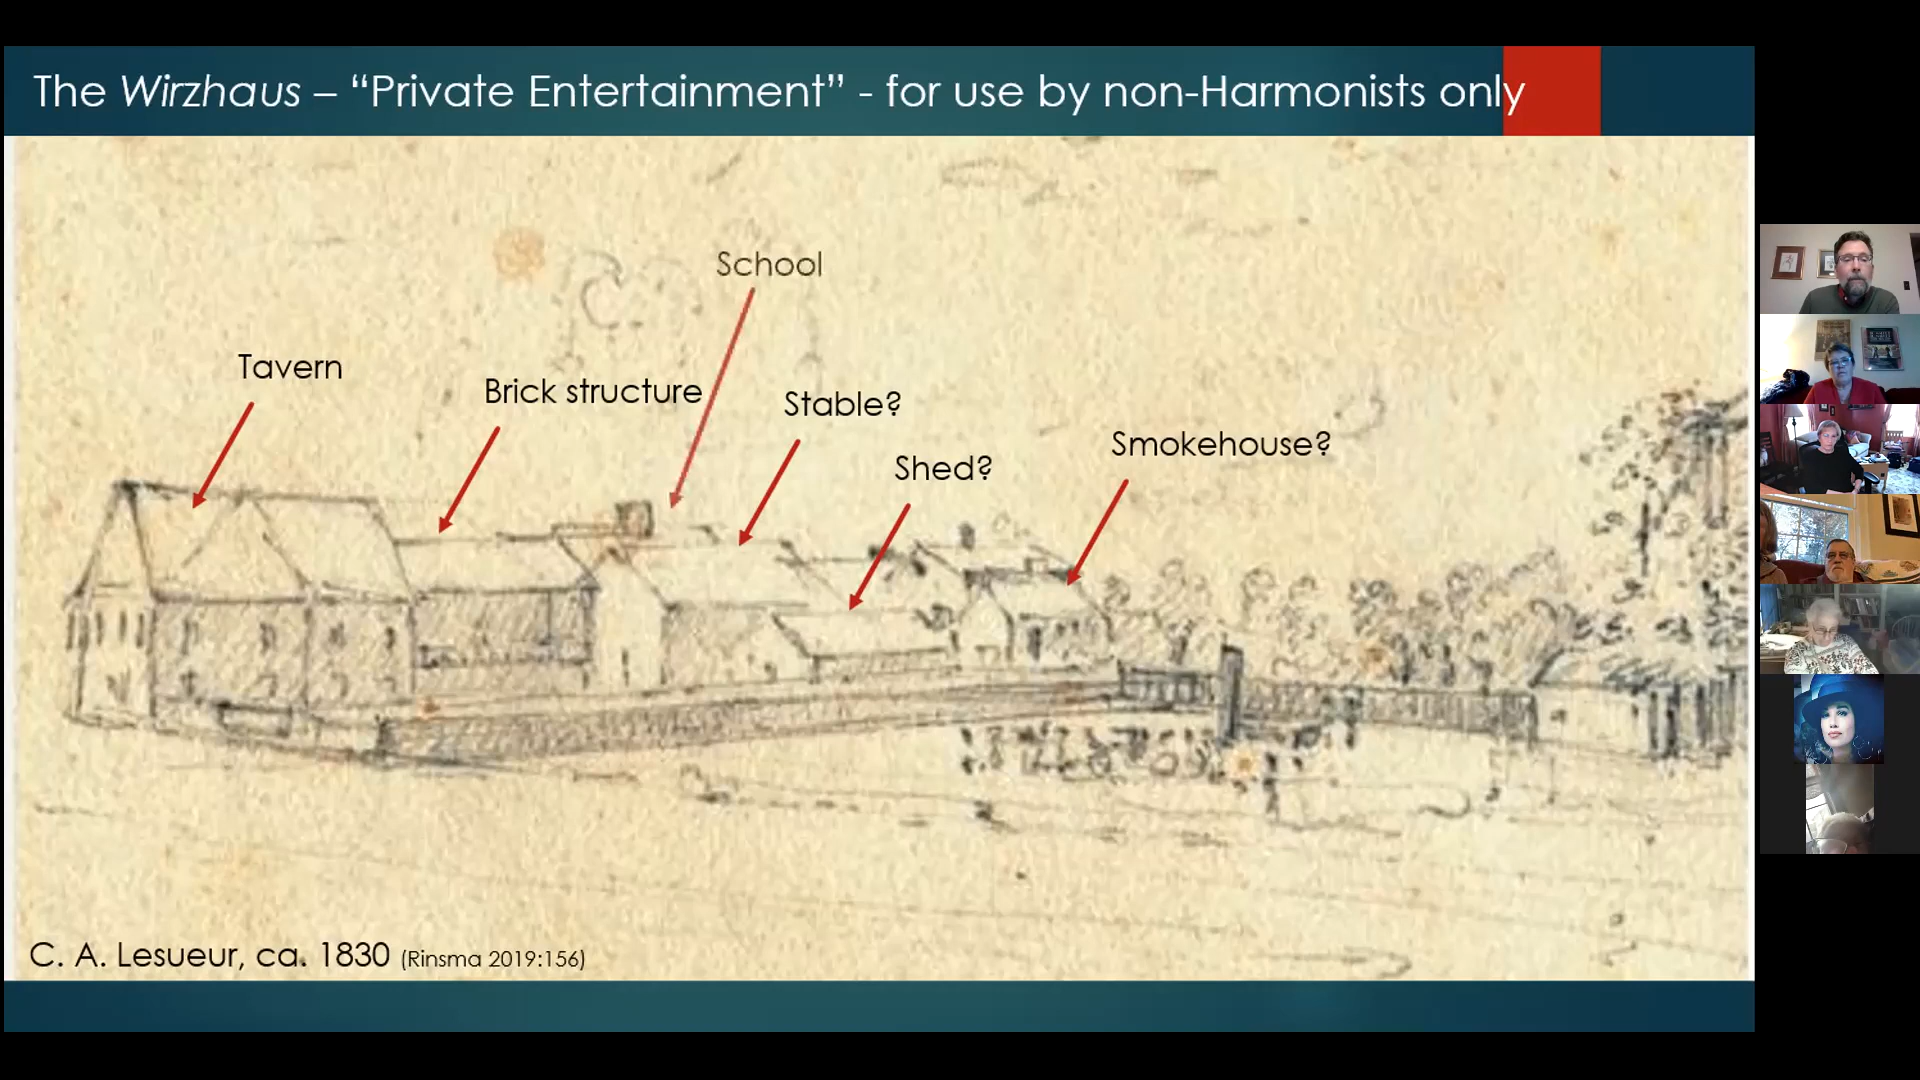 The Wirzhaus – “Private Entertainment” - for use by non-Harmonists only
School
Tavern
Brick structure
Stable?
Smokehouse?
Shed?
C. A. Lesueur, ca. 1830 (Rinsma 2019:156)